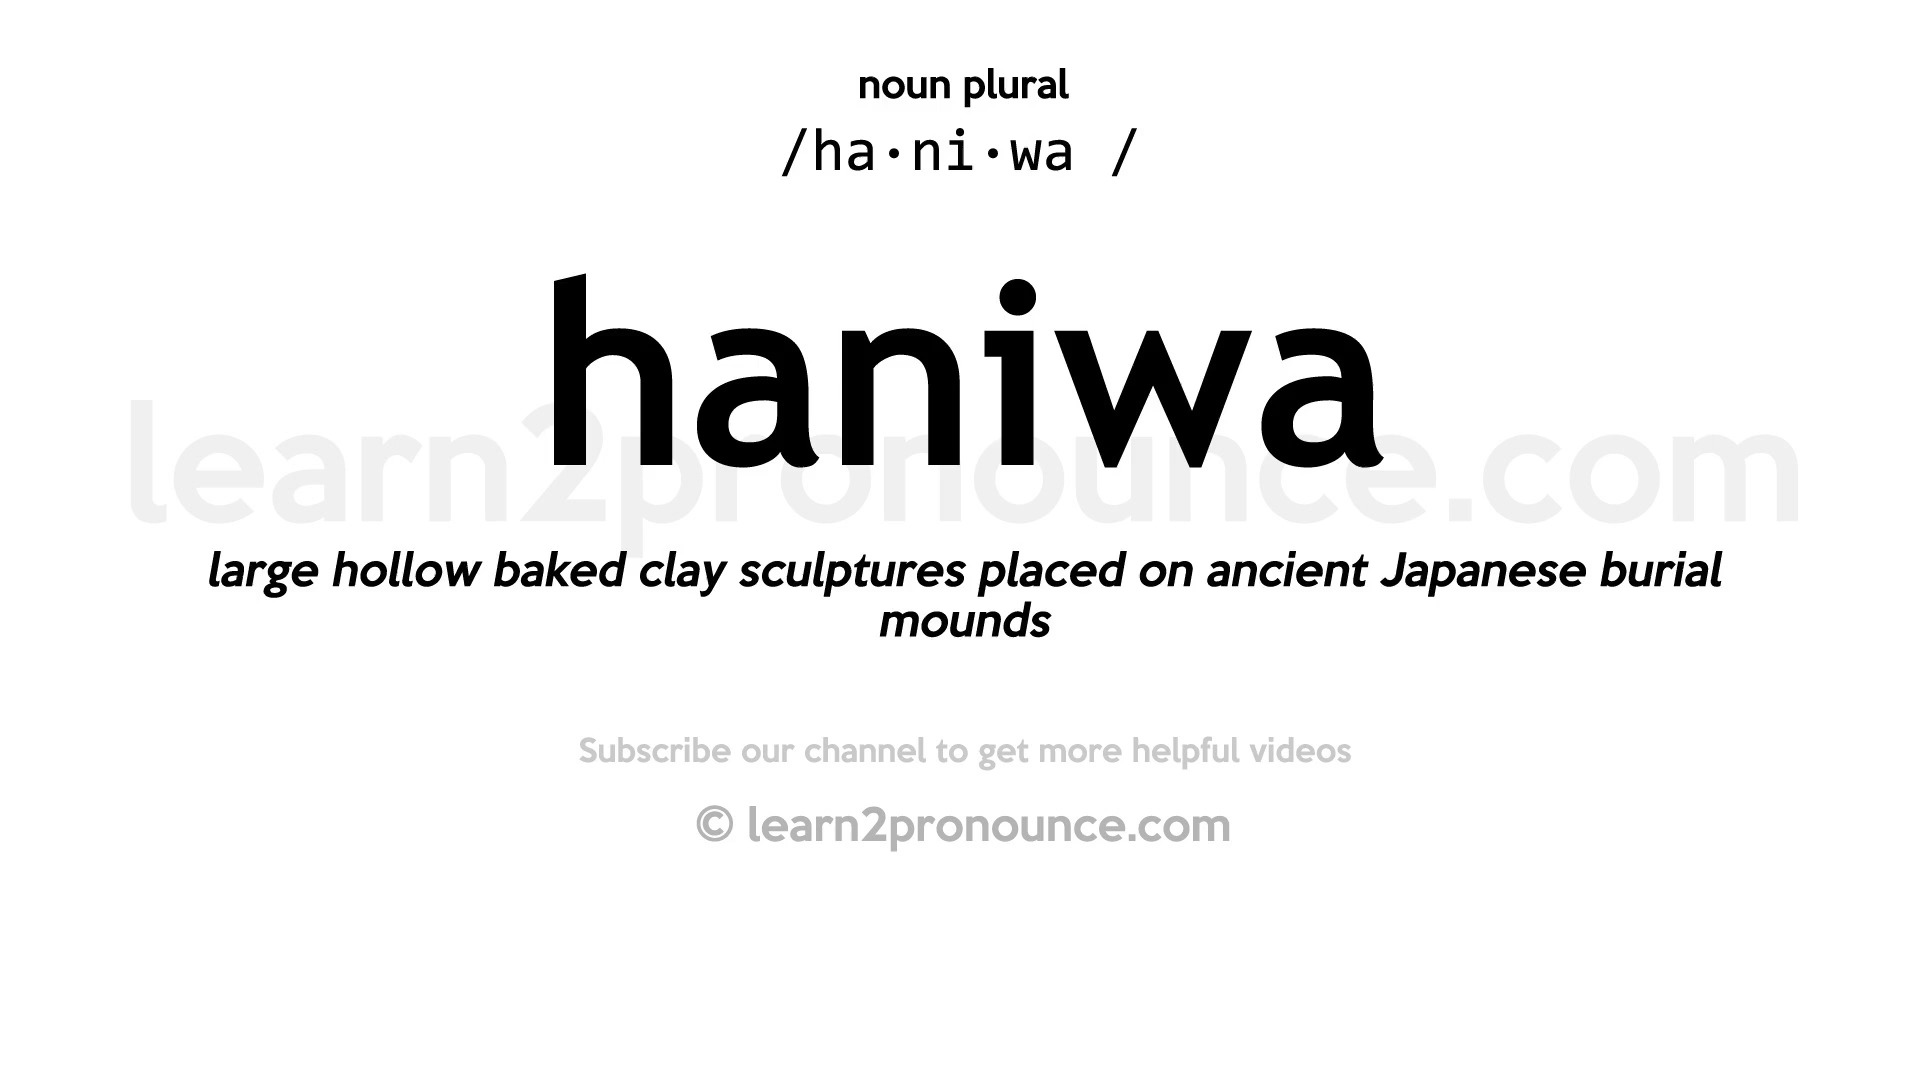 noun plural
/ha·ni·wa /
haniwa
learn2pronounce.com
large hollow baked clay sculptures placed on ancient Japanese burial
mounds
Subscribe our channel to get more helpful videos
© learn2pronounce.com